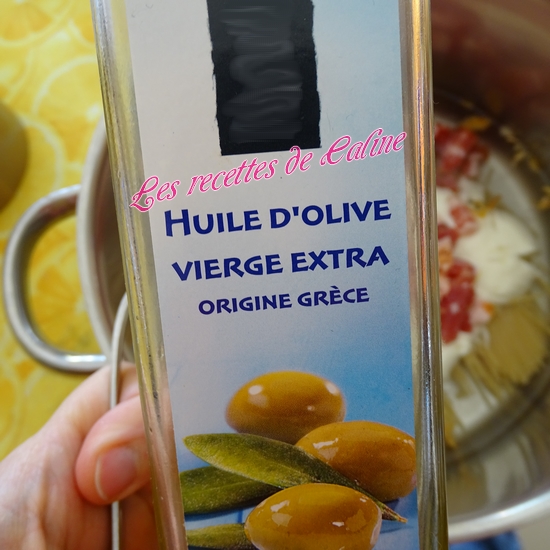 Les recettes de Caline
HUILE D'OLIVE
VIERGE EXTRA
ORIGINE GRÈCE